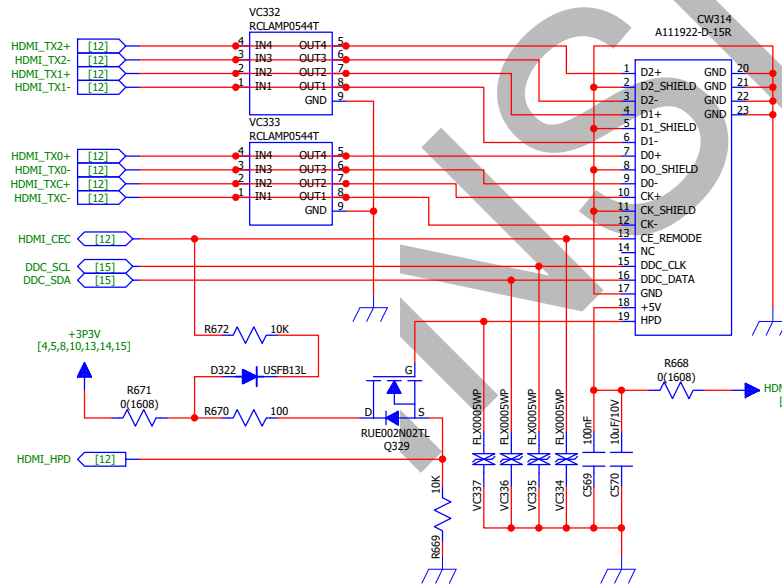 VC332
RCLAMP0544T
HDMI_TX2+ [12] 4 IN4 OUT4 5
HDMI_TX2- [12] 3 IN3 OUT3 6
HDMI_TX1+ [12] 2 IN2 OUT2 7
HDMI_TX1- [12] 1 IN1 OUT1 8
GND 9
VC333
RCLAMP0544T
HDMI_TX0+ [12] 4 IN4 OUT4 5
HDMI_TX0- [12] 3 IN3 OUT3 6
HDMI_TXC+ [12] 2 IN2 OUT2 7
HDMI_TXC- [12] 1 IN1 OUT1 8
GND 9
HDMI_CEC [12]
DDC_SCL [15]
DDC_SDA [15]
CW314
A111922-D-15R
1 D2+ GND 20
2 D2_SHIELD GND 21
3 D2- GND 22
4 D1+ GND 23
5 D1_SHIELD
6 D1-
7 D0+
8 DO_SHIELD
9 D0-
10 CK+
11 CK_SHIELD
12 CK-
13 CE_REMODE
14 NC
15 DDC_CLK
16 DDC_DATA
17 GND
18 +5V
19 HPD
+3P3V
[4,5,8,10,13,14,15]
R672 10K
D322 USFB13L
R671
0(1608)
R670 100
G
D S
RUE002N02TL
Q329
HDMI_HPD [12]
10K
R669
R668
0(1608)
HDM
[
VC337 FLX0005WP
VC336 FLX0005WP
VC335 FLX0005WP
VC334 FLX0005WP
C569 100nF
C570 10uF/10V